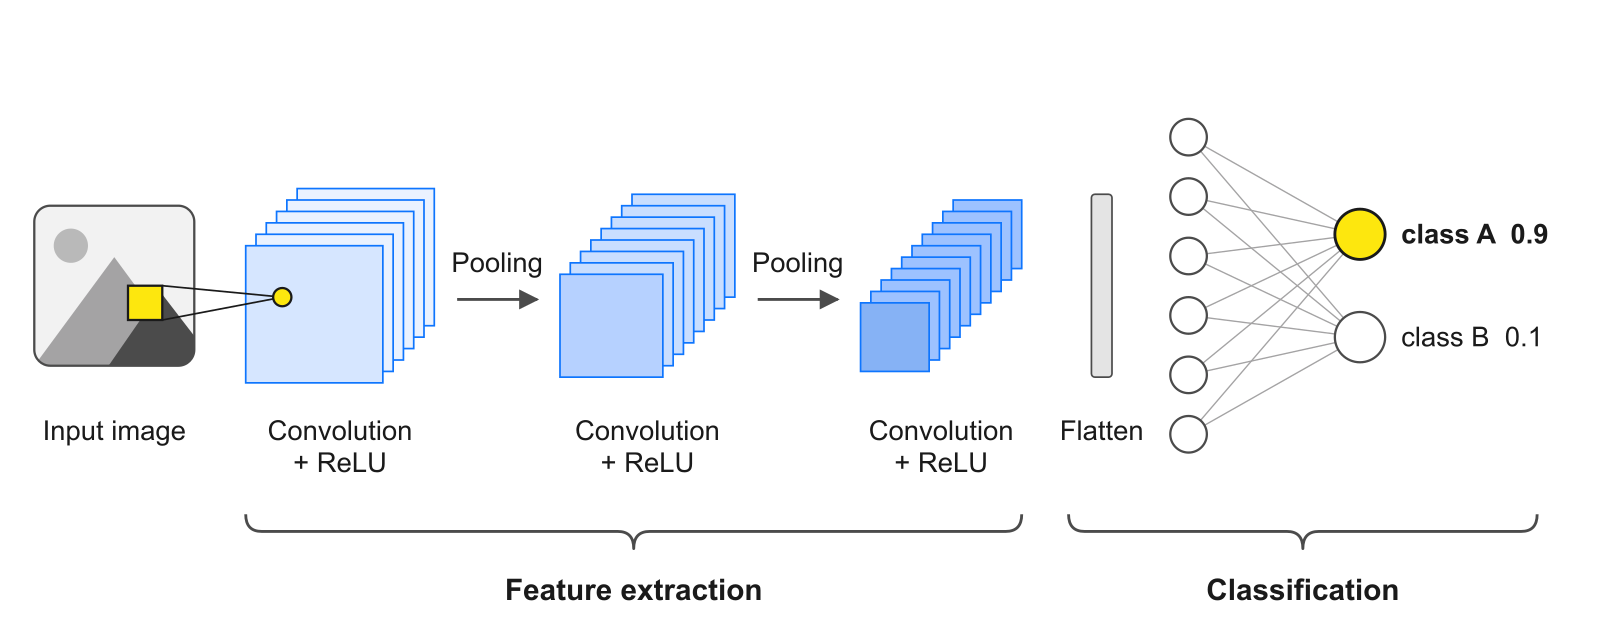 Pooling
Pooling
class A 0.9
class B 0.1
Input image
Convolution
+ ReLU
Convolution
+ ReLU
Convolution
+ ReLU
Flatten
Feature extraction
Classification